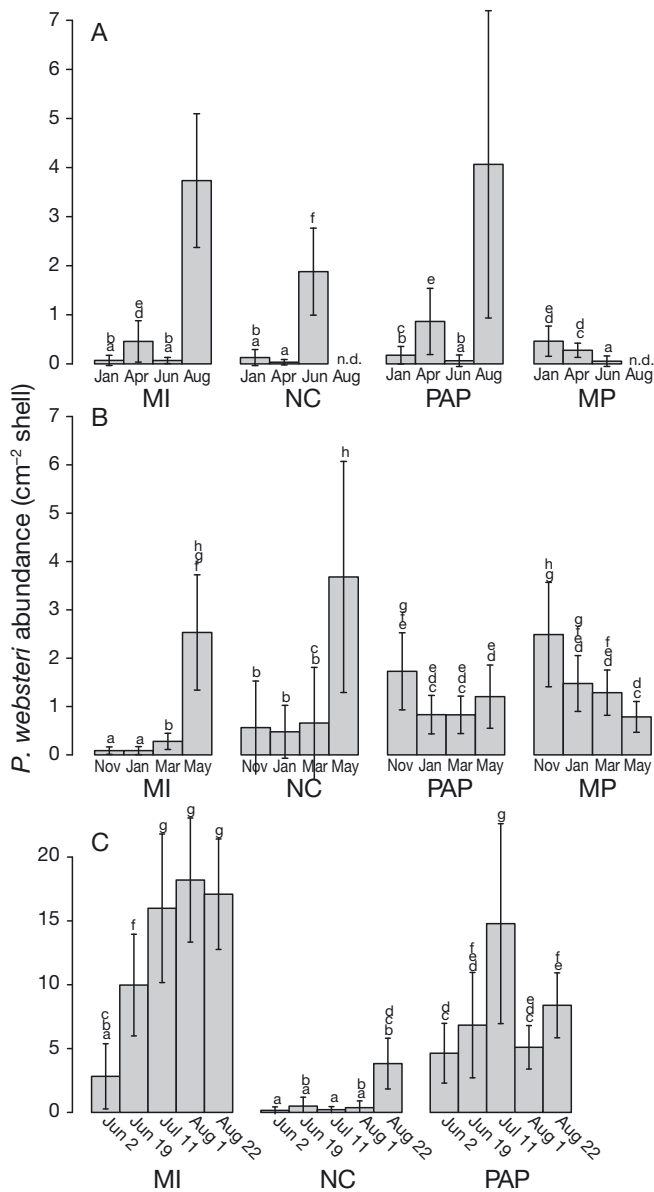 P. websteri abundance (cm⁻² shell)
A
7
6
5
4
3
2
1
0
b
a
e
d
b
a
b
a
a
f
n.d.
c
b
e
b
a
e
d
d
c
a
n.d.
Jan Apr Jun Aug
Jan Apr Jun Aug
Jan Apr Jun Aug
Jan Apr Jun Aug
MI NC PAP MP
B
7
6
5
4
3
2
1
0
a
a
b
h
g
f
b
b
c
b
h
g
f
e
e
d
c
e
d
c
e
d
h
g
g
f
e
d
f
e
d
d
c
Nov Jan Mar May
Nov Jan Mar May
Nov Jan Mar May
Nov Jan Mar May
MI NC PAP MP
C
20
15
10
5
0
c
b
a
f
g
g
g
a
b
a
a
b
a
d
c
b
d
c
f
e
d
g
e
d
c
f
e
Jun 2
Jun 19
Jul 11
Aug 1
Aug 22
Jun 2
Jun 19
Jul 11
Aug 1
Aug 22
Jun 2
Jun 19
Jul 11
Aug 1
Aug 22
MI NC PAP